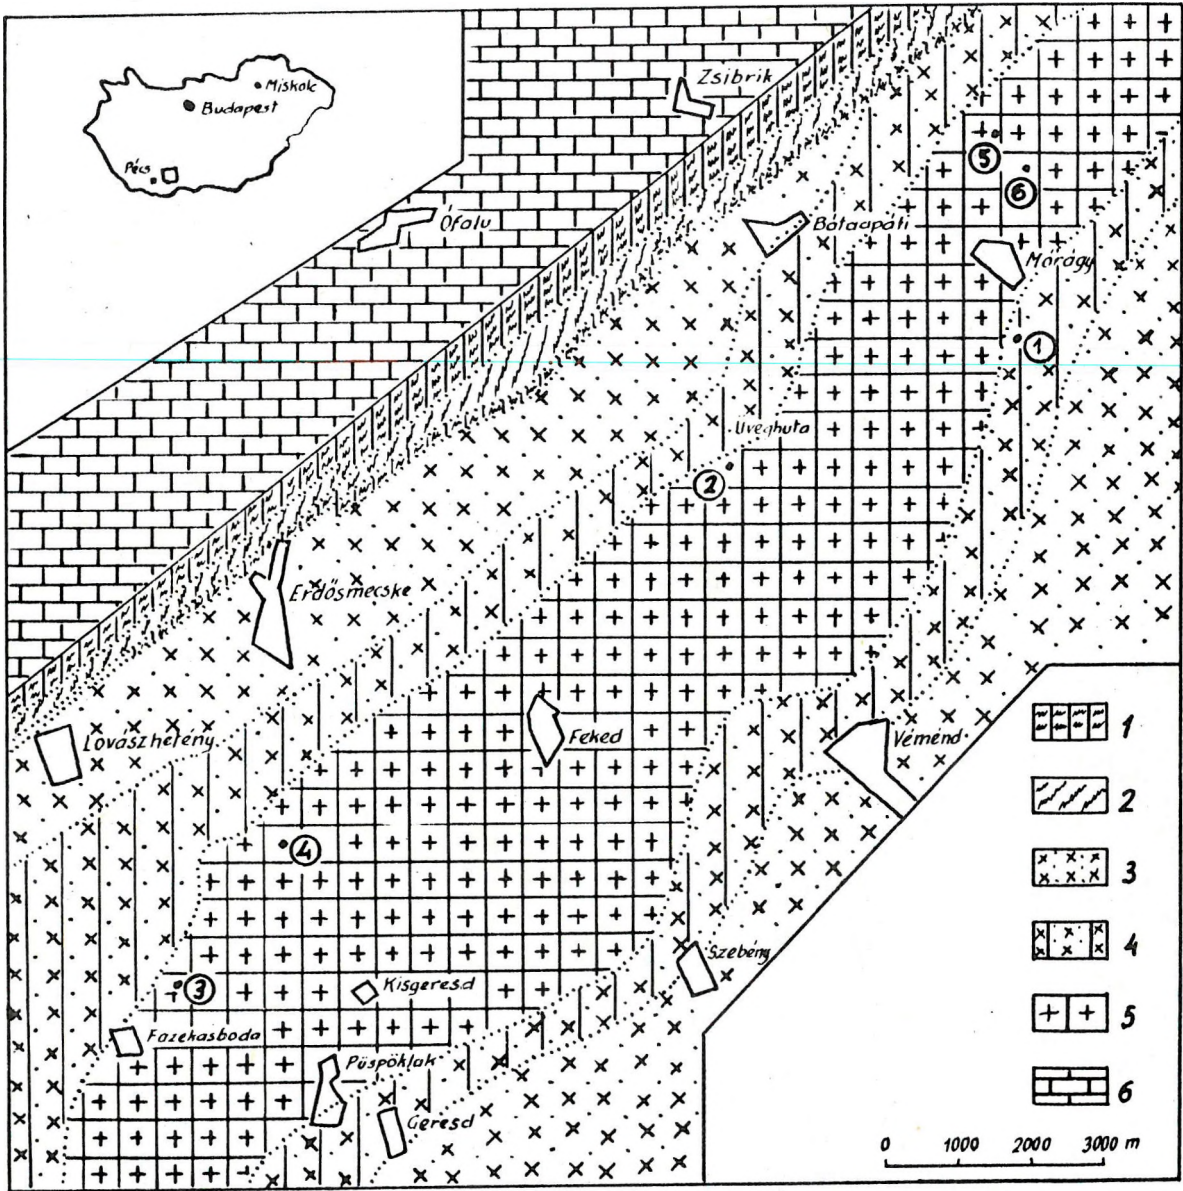 Miskolc
Budapest
Pécs
Zsibrik
Ófalu
5
6
Bátaapáti
Mórágy
1
Üveghuta
2
Erdősmecske
Lovászhetény
Feked
Véménd
4
3
Kisgeresd
Szebény
Fazekasboda
Püspöklak
Geresd
1
2
3
4
5
6
0 1000 2000 3000 m